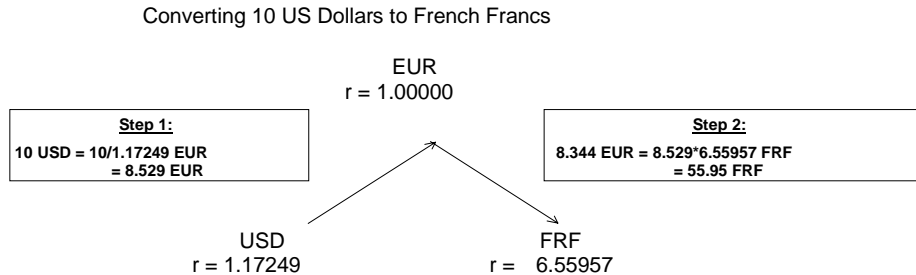 Converting 10 US Dollars to French Francs
EUR
r = 1.00000
Step 1:
10 USD = 10/1.17249 EUR
= 8.529 EUR
Step 2:
8.344 EUR = 8.529*6.55957 FRF
= 55.95 FRF
USD
r = 1.17249
FRF
r = 6.55957